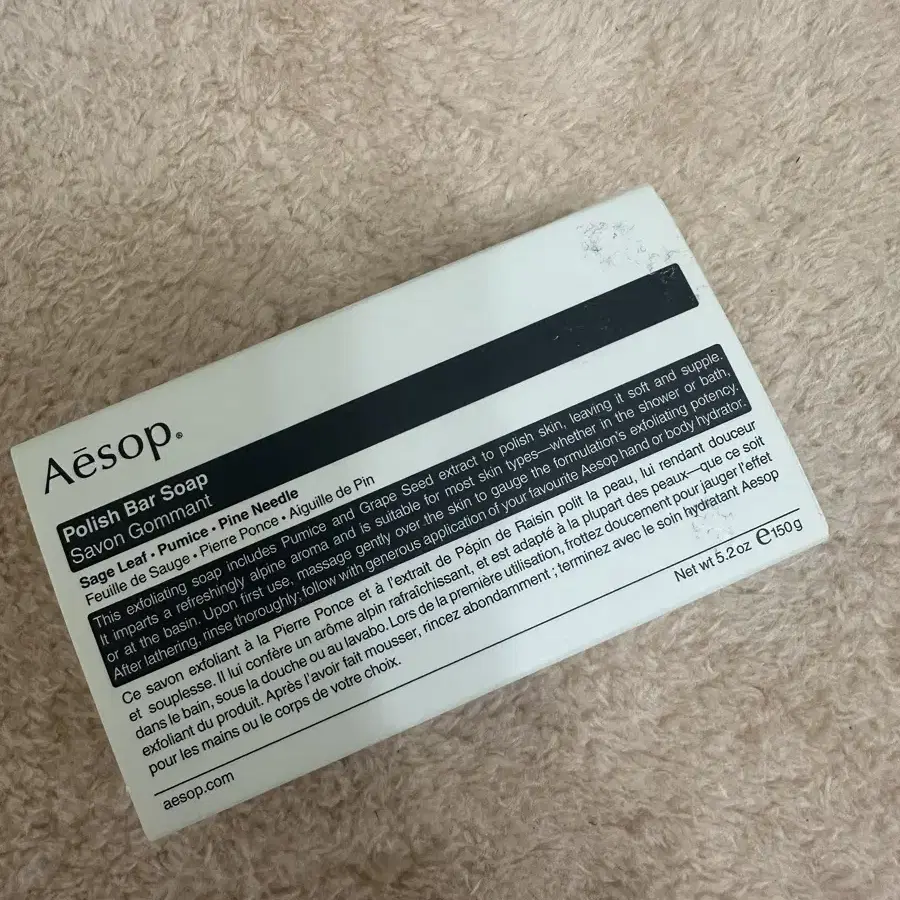 Aēsop®
Polish Bar Soap
Savon Gommant
Sage Leaf · Pumice · Pine Needle
Feuille de Sauge · Pierre Ponce · Aiguille de Pin
This exfoliating soap includes Pumice and Grape Seed extract to polish skin, leaving it soft and supple.
It imparts a refreshingly alpine aroma and is suitable for most skin types—whether in the shower or bath,
or at the basin. Upon first use, massage gently over the skin to gauge the formulation's exfoliating potency.
After lathering, rinse thoroughly; follow with generous application of your favourite Aesop hand or body hydrator.
Ce savon exfoliant à la Pierre Ponce et à l'extrait de Pépin de Raisin polit la peau, lui rendant douceur
et souplesse. Il lui confère un arôme alpin rafraîchissant, et est adapté à la plupart des peaux—que ce soit
dans le bain, sous la douche ou au lavabo. Lors de la première utilisation, frottez doucement pour jauger l'effet
exfoliant du produit. Après l'avoir fait mousser, rincez abondamment ; terminez avec le soin hydratant Aesop
pour les mains ou le corps de votre choix.
Net wt 5.2 oz ℮150 g
aesop.com